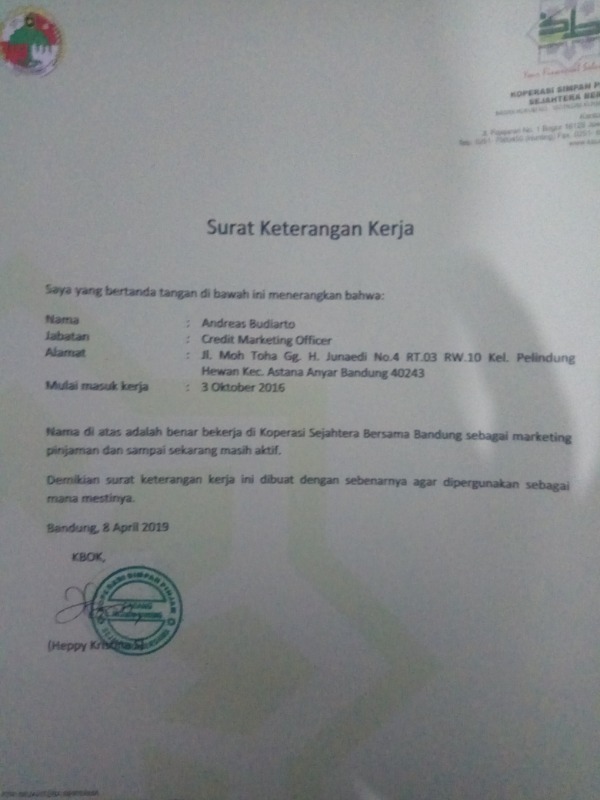 Your Financial
KOPERASI SIMPAN
SEJAHTERA
Surat Keterangan Kerja
Saya yang bertanda tangan di bawah ini menerangkan bahwa:
Nama : Andreas Budiarto
Jabatan : Credit Marketing Officer
Alamat : Jl. Moh Toha Gg. H. Junaedi No.4 RT.03 RW.10 Kel. Pelindung
Hewan Kec. Astana Anyar Bandung 40243
Mulai masuk kerja : 3 Oktober 2016
Nama di atas adalah benar bekerja di Koperasi Sejahtera Bersama Bandung sebagai marketing
pinjaman dan sampai sekarang masih aktif.
Demikian surat keterangan kerja ini dibuat dengan sebenarnya agar dipergunakan sebagai
mana mestinya.
Bandung, 8 April 2019
KBOK,
KOPERASI SIMPAN PINJAM
(Heppy Kristina